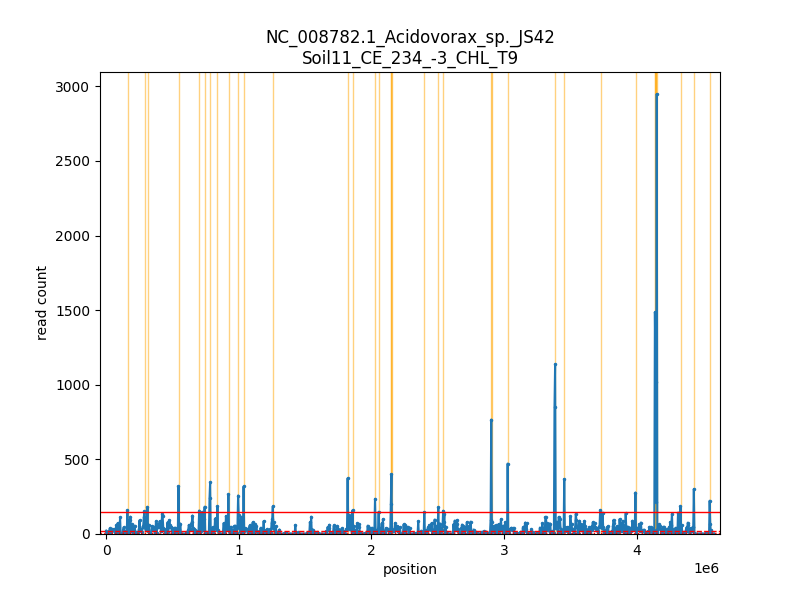 NC_008782.1_Acidovorax_sp._JS42
Soil11_CE_234_-3_CHL_T9
3000
2500
2000
1500
1000
500
0
read count
0
1
2
3
4
1e6
position